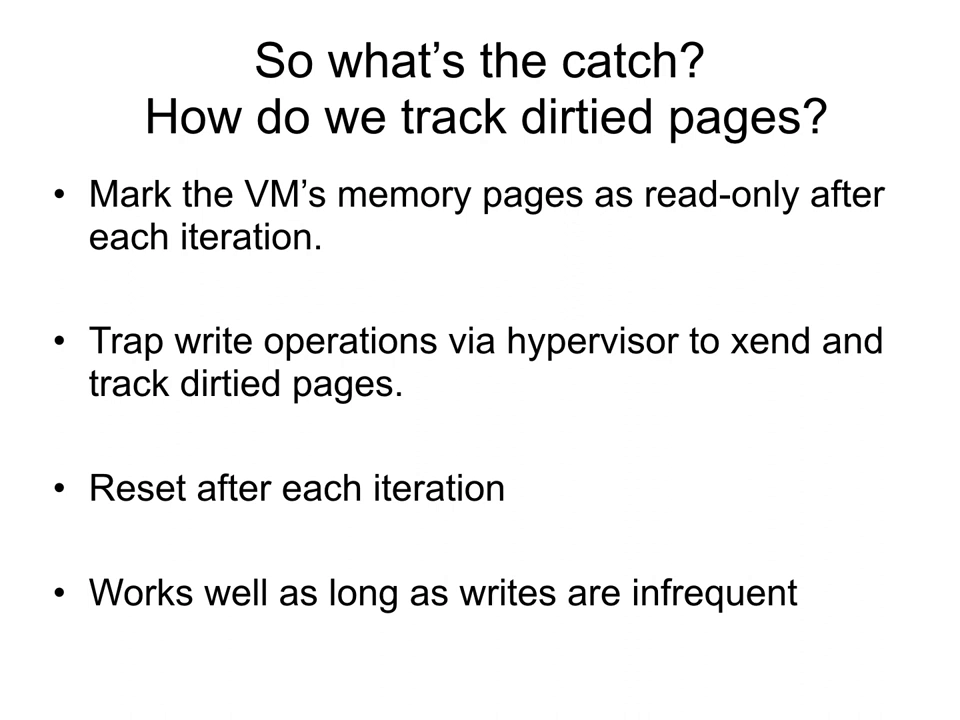 So what’s the catch?
How do we track dirtied pages?
• Mark the VM’s memory pages as read-only after
each iteration.
• Trap write operations via hypervisor to xend and
track dirtied pages.
• Reset after each iteration
• Works well as long as writes are infrequent